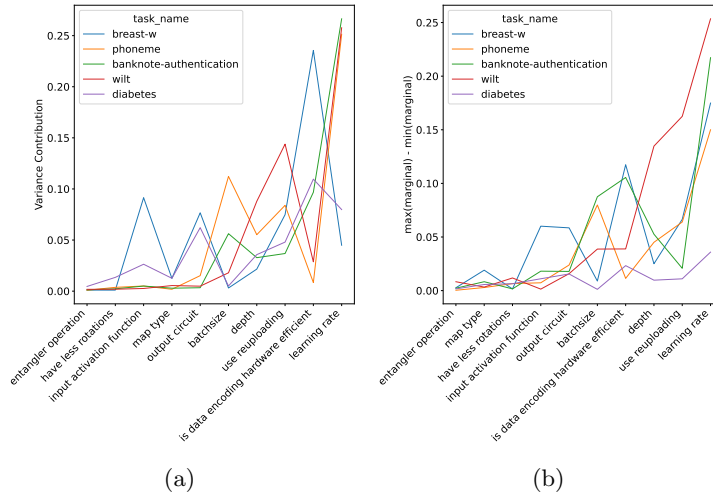 task_name
breast-w
phoneme
banknote-authentication
wilt
diabetes
Variance Contribution
0.25
0.20
0.15
0.10
0.05
0.00
entangler operation
have less rotations
input activation function
map type
output circuit
batchsize
depth
use reuploading
is data encoding hardware efficient
learning rate
(a)
task_name
breast-w
phoneme
banknote-authentication
wilt
diabetes
max(marginal) - min(marginal)
0.25
0.20
0.15
0.10
0.05
0.00
entangler operation
map type
have less rotations
input activation function
output circuit
batchsize
is data encoding hardware efficient
depth
use reuploading
learning rate
(b)